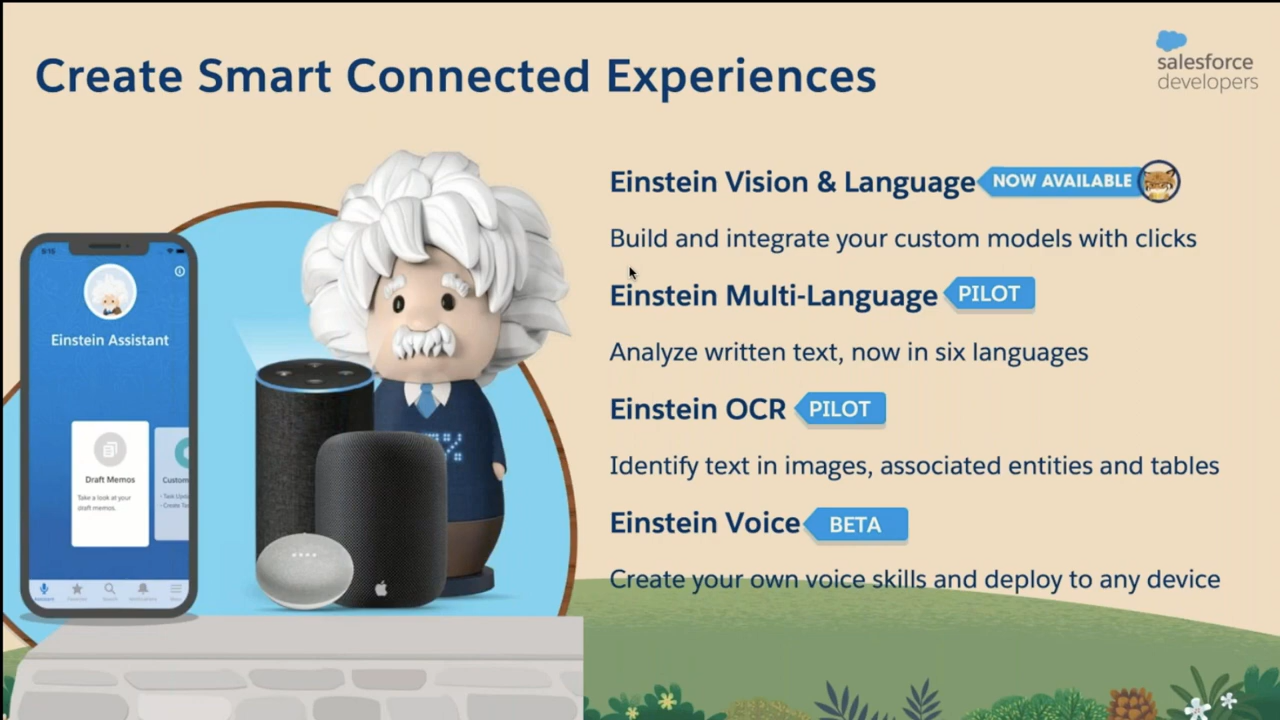 Create Smart Connected Experiences
salesforce
developers
Einstein Vision & Language NOW AVAILABLE
Build and integrate your custom models with clicks
Einstein Multi-Language PILOT
Analyze written text, now in six languages
Einstein OCR PILOT
Identify text in images, associated entities and tables
Einstein Voice BETA
Create your own voice skills and deploy to any device
Einstein Assistant
Draft Memos
Take a look at your
draft memos.
Custom